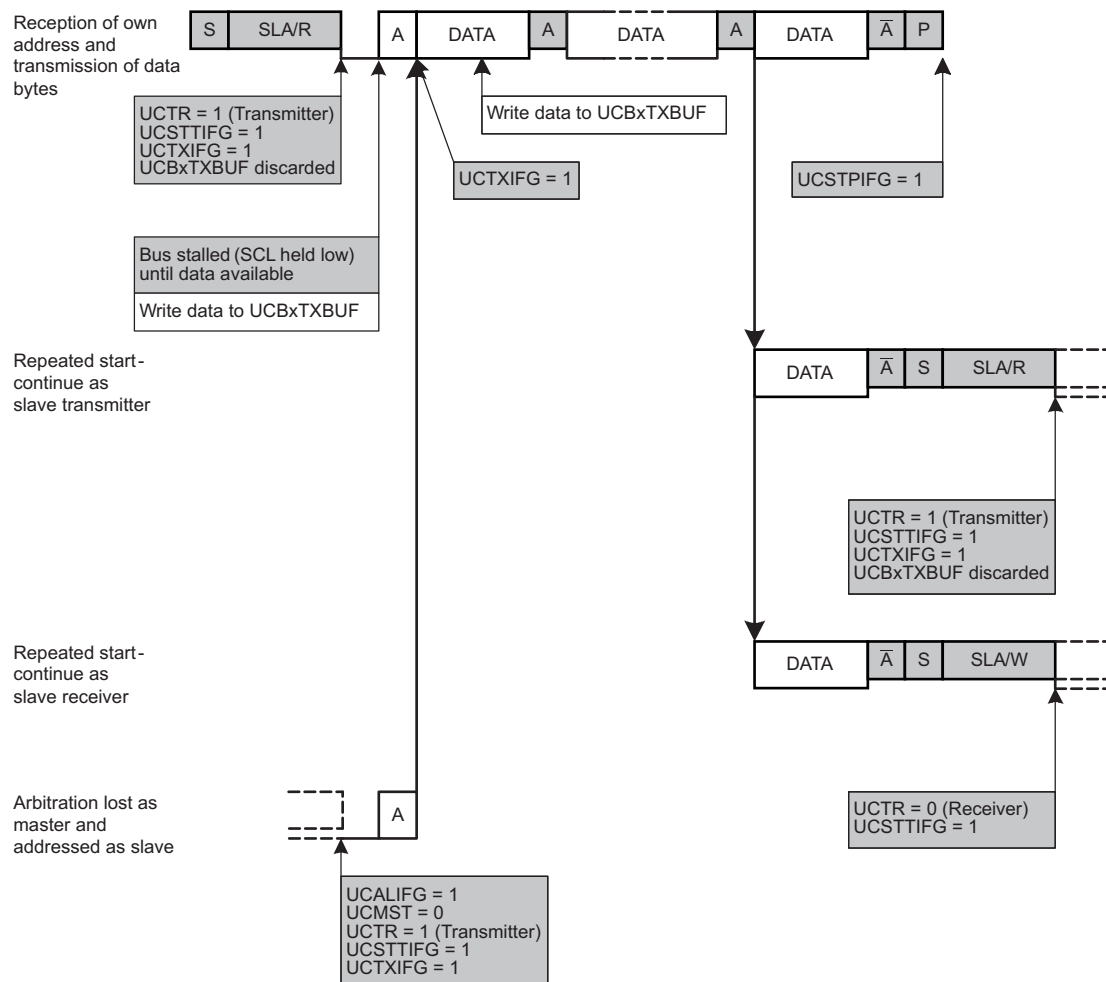 Reception of own
address and
transmission of data
bytes
S SLA/R A DATA A DATA A DATA A̅ P
UCTR = 1 (Transmitter)
UCSTTIFG = 1
UCTXIFG = 1
UCBxTXBUF discarded
Write data to UCBxTXBUF
UCTXIFG = 1
UCSTPIFG = 1
Bus stalled (SCL held low)
until data available
Write data to UCBxTXBUF
Repeated start-
continue as
slave transmitter
DATA A̅ S SLA/R
UCTR = 1 (Transmitter)
UCSTTIFG = 1
UCTXIFG = 1
UCBxTXBUF discarded
Repeated start-
continue as
slave receiver
DATA A̅ S SLA/W
UCTR = 0 (Receiver)
UCSTTIFG = 1
Arbitration lost as
master and
addressed as slave
A
UCALIFG = 1
UCMST = 0
UCTR = 1 (Transmitter)
UCSTTIFG = 1
UCTXIFG = 1